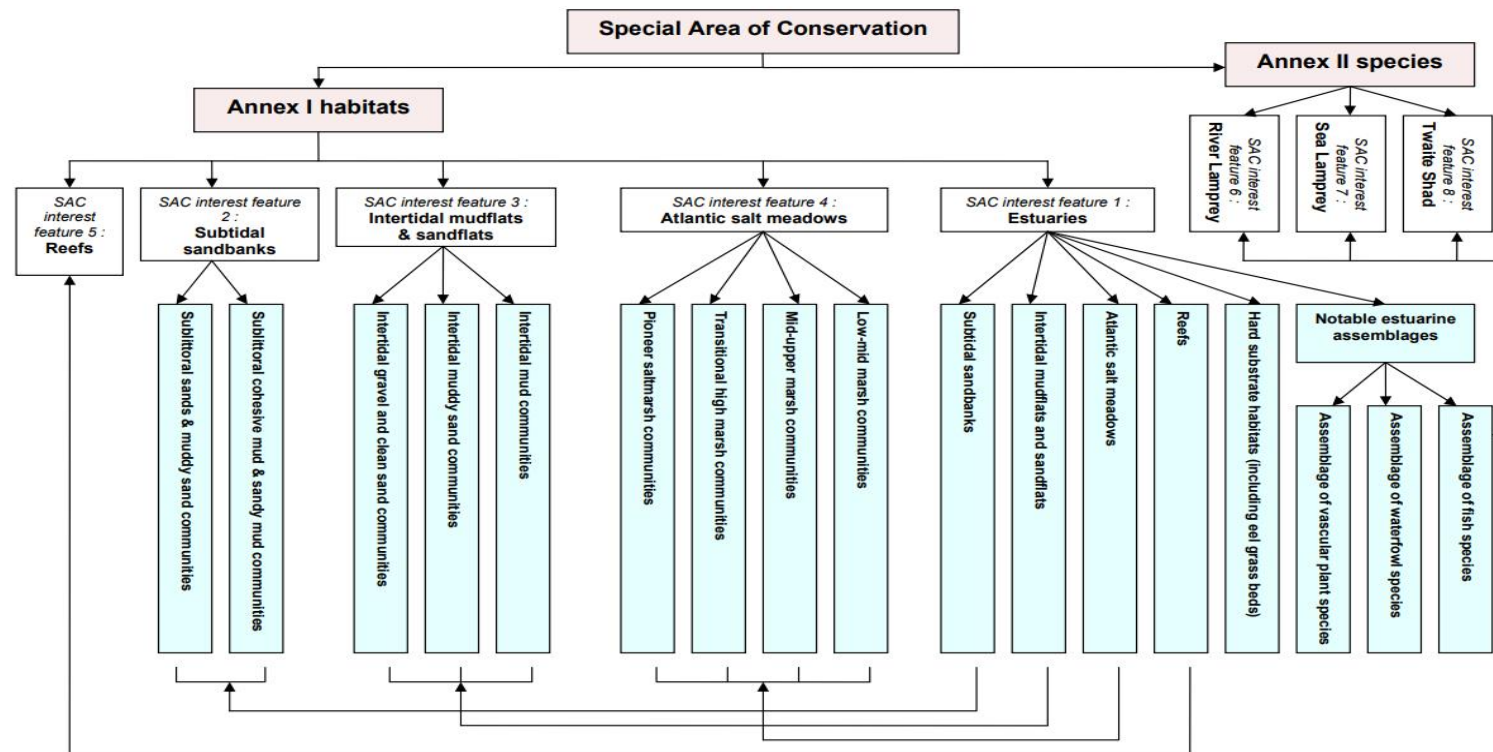 Special Area of Conservation
Annex II species
Annex I habitats
SAC interest
feature 6 :
River Lamprey
SAC interest
feature 7 :
Sea Lamprey
SAC interest
feature 8 :
Twaite Shad
SAC
interest
feature 5 :
Reefs
SAC interest feature
2 :
Subtidal
sandbanks
SAC interest feature 3 :
Intertidal mudflats
& sandflats
SAC interest feature 4 :
Atlantic salt meadows
SAC interest feature 1 :
Estuaries
Sublittoral sands & muddy sand communities
Sublittoral cohesive mud & sandy mud communities
Intertidal gravel and clean sand communities
Intertidal muddy sand communities
Intertidal mud communities
Pioneer saltmarsh communities
Transitional high marsh communities
Mid-upper marsh communities
Low-mid marsh communities
Subtidal sandbanks
Intertidal mudflats and sandflats
Atlantic salt meadows
Reefs
Hard substrate habitats (including eel grass beds)
Notable estuarine
assemblages
Assemblage of vascular plant species
Assemblage of waterfowl species
Assemblage of fish species